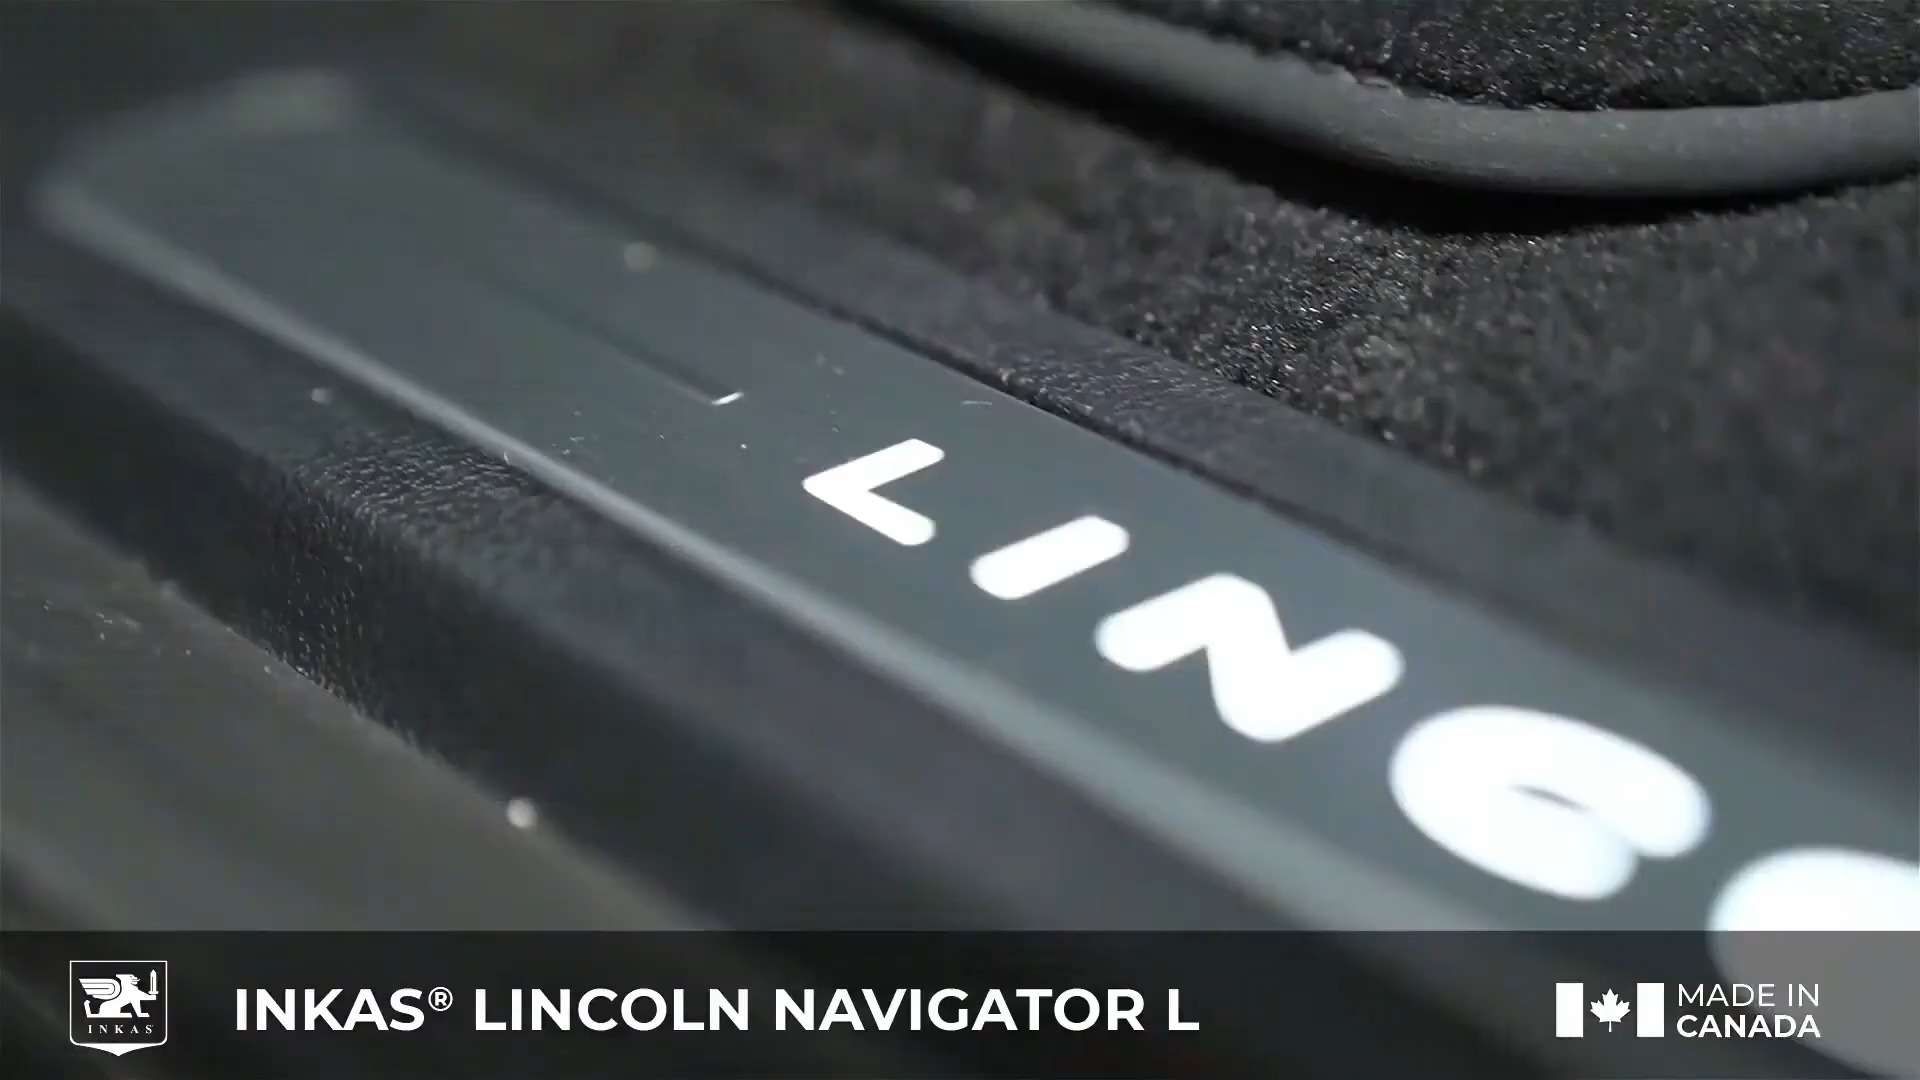 LINC
INKAS
INKAS® LINCOLN NAVIGATOR L
MADE IN
CANADA